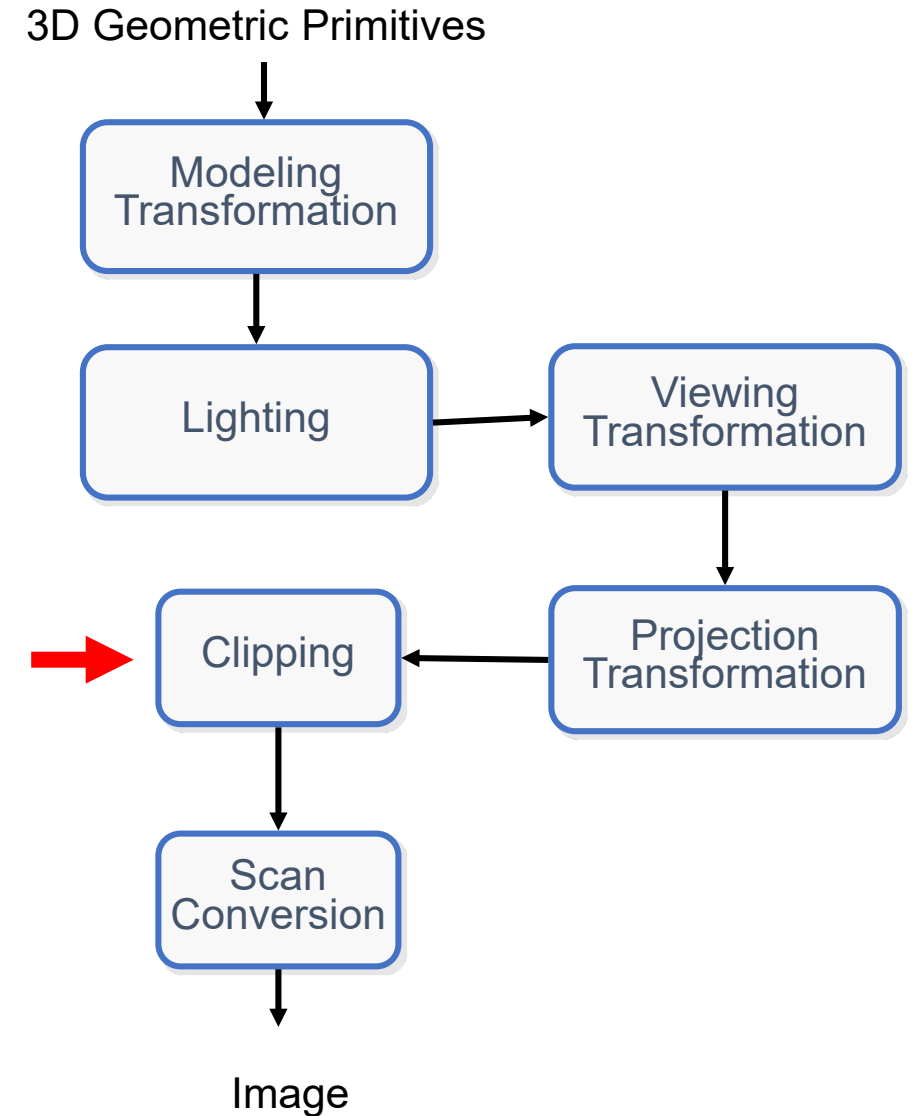 3D Geometric Primitives
Modeling
Transformation
Lighting
Viewing
Transformation
Projection
Transformation
Clipping
Scan
Conversion
Image